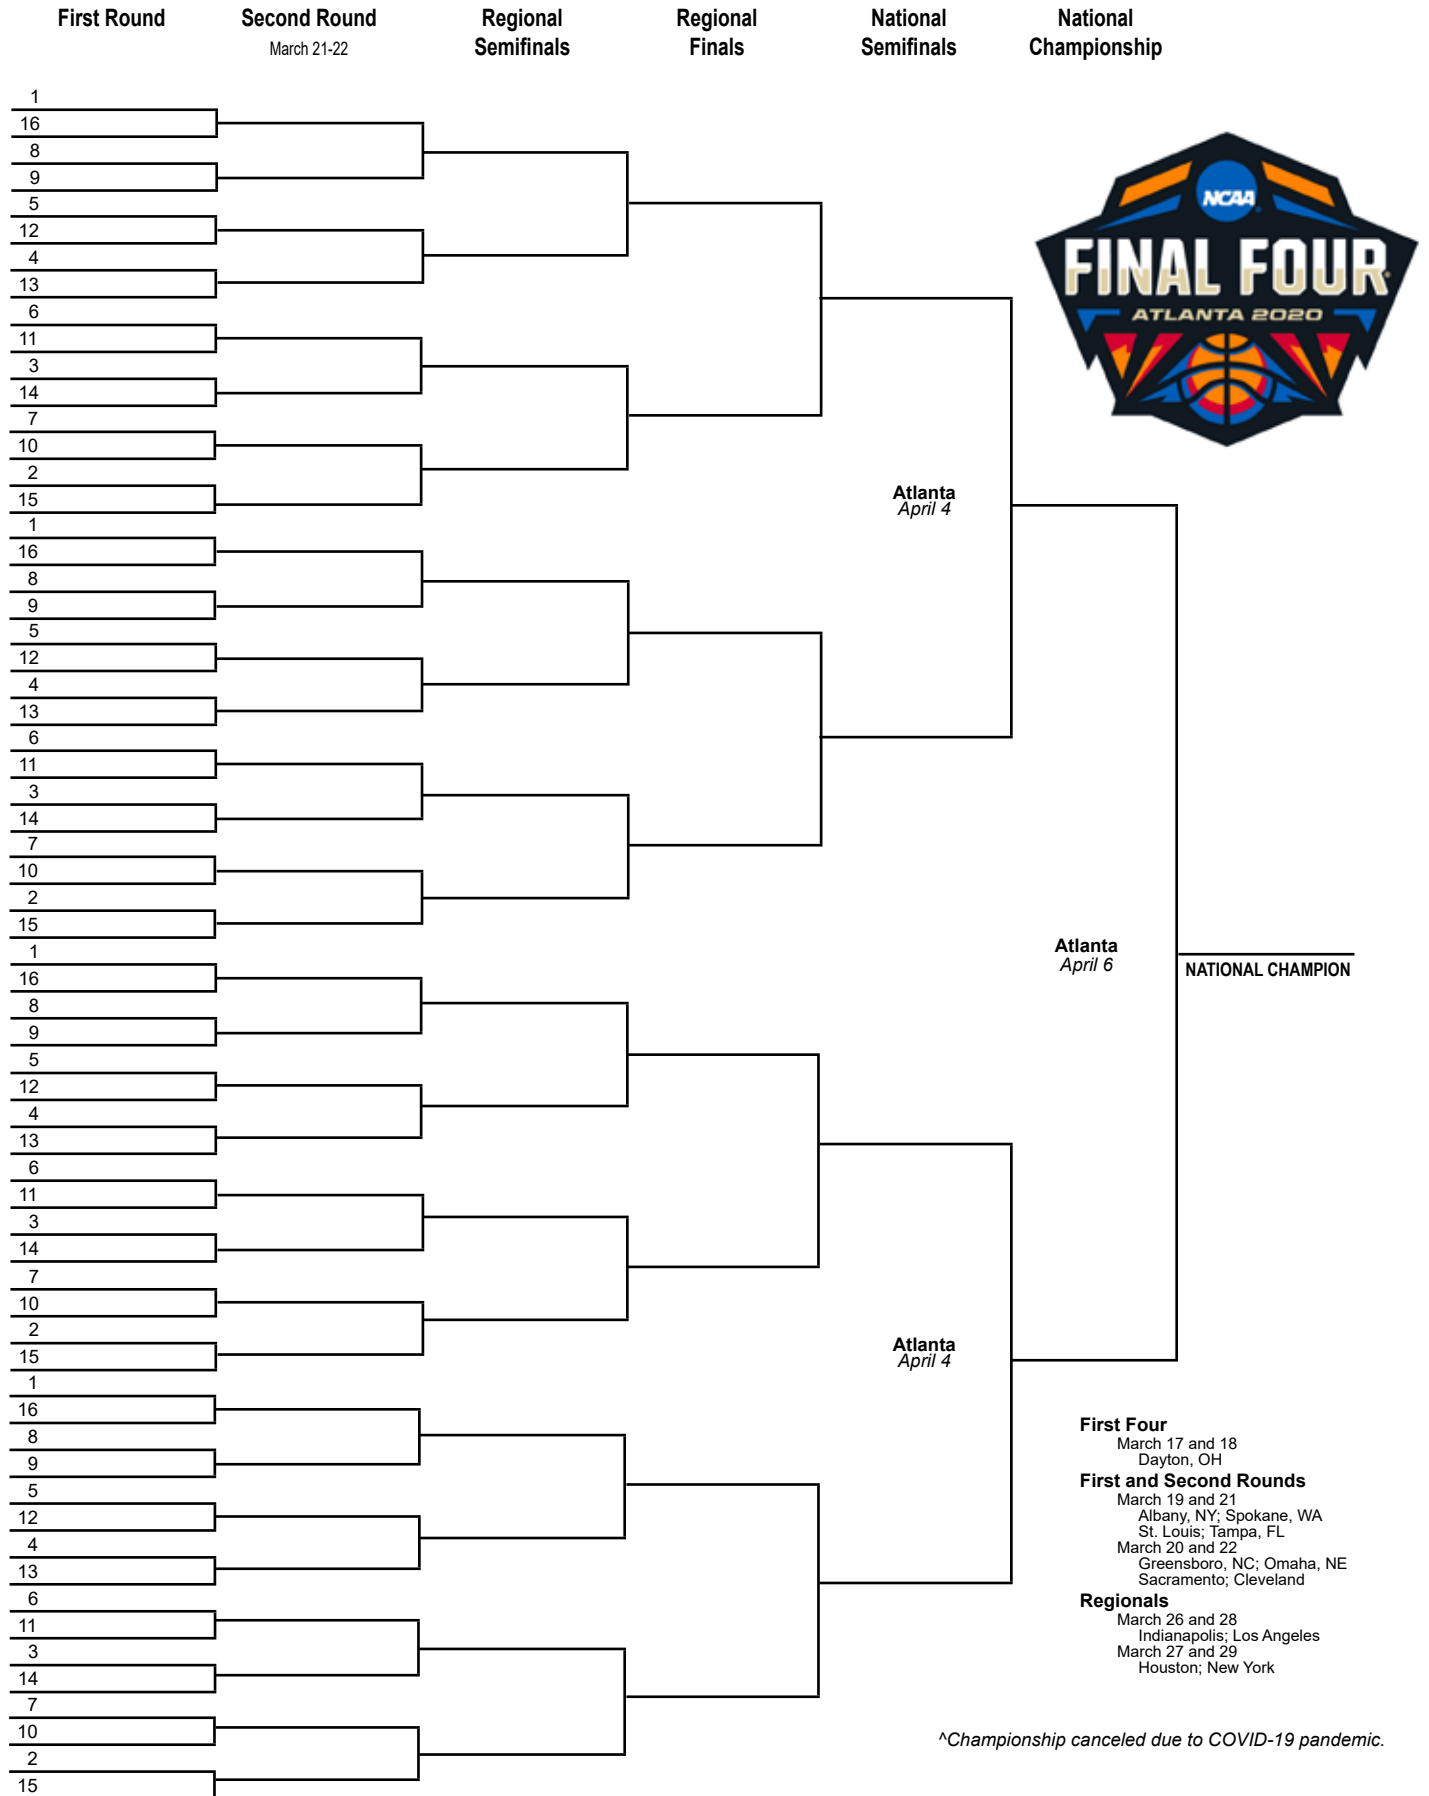 First Round
Second Round
March 21-22
Regional
Semifinals
Regional
Finals
National
Semifinals
National
Championship
1
16
8
9
5
12
4
13
6
11
3
14
7
10
2
15
1
16
8
9
5
12
4
13
6
11
3
14
7
10
2
15
1
16
8
9
5
12
4
13
6
11
3
14
7
10
2
15
1
16
8
9
5
12
4
13
6
11
3
14
7
10
2
15
NCAA
FINAL FOUR
ATLANTA 2020
Atlanta
April 4
Atlanta
April 6
NATIONAL CHAMPION
Atlanta
April 4
First Four
March 17 and 18
Dayton, OH
First and Second Rounds
March 19 and 21
Albany, NY; Spokane, WA
St. Louis; Tampa, FL
March 20 and 22
Greensboro, NC; Omaha, NE
Sacramento; Cleveland
Regionals
March 26 and 28
Indianapolis; Los Angeles
March 27 and 29
Houston; New York
^Championship canceled due to COVID-19 pandemic.